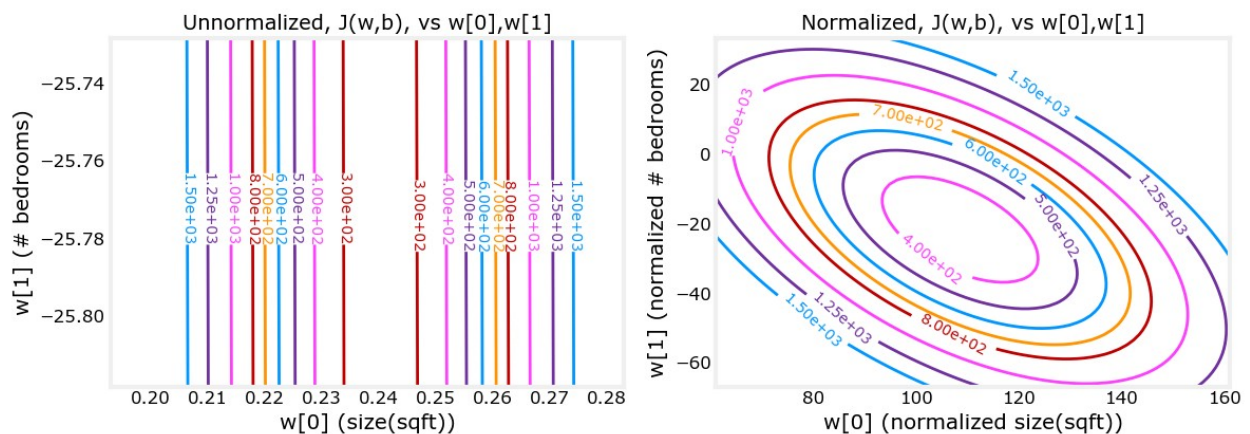 Unnormalized, J(w,b), vs w[0],w[1]
w[1] (# bedrooms)
−25.74
−25.76
−25.78
−25.80
1.50e+03
1.25e+03
1.00e+03
8.00e+02
7.00e+02
6.00e+02
5.00e+02
4.00e+02
3.00e+02
3.00e+02
4.00e+02
5.00e+02
6.00e+02
7.00e+02
8.00e+02
1.00e+03
1.25e+03
1.50e+03
0.20 0.21 0.22 0.23 0.24 0.25 0.26 0.27 0.28
w[0] (size(sqft))
Normalized, J(w,b), vs w[0],w[1]
w[1] (normalized # bedrooms)
20
0
−20
−40
−60
1.50e+03
1.00e+03
7.00e+02
6.00e+02
1.25e+03
5.00e+02
4.00e+02
8.00e+02
1.25e+03
1.50e+03
80 100 120 140 160
w[0] (normalized size(sqft))